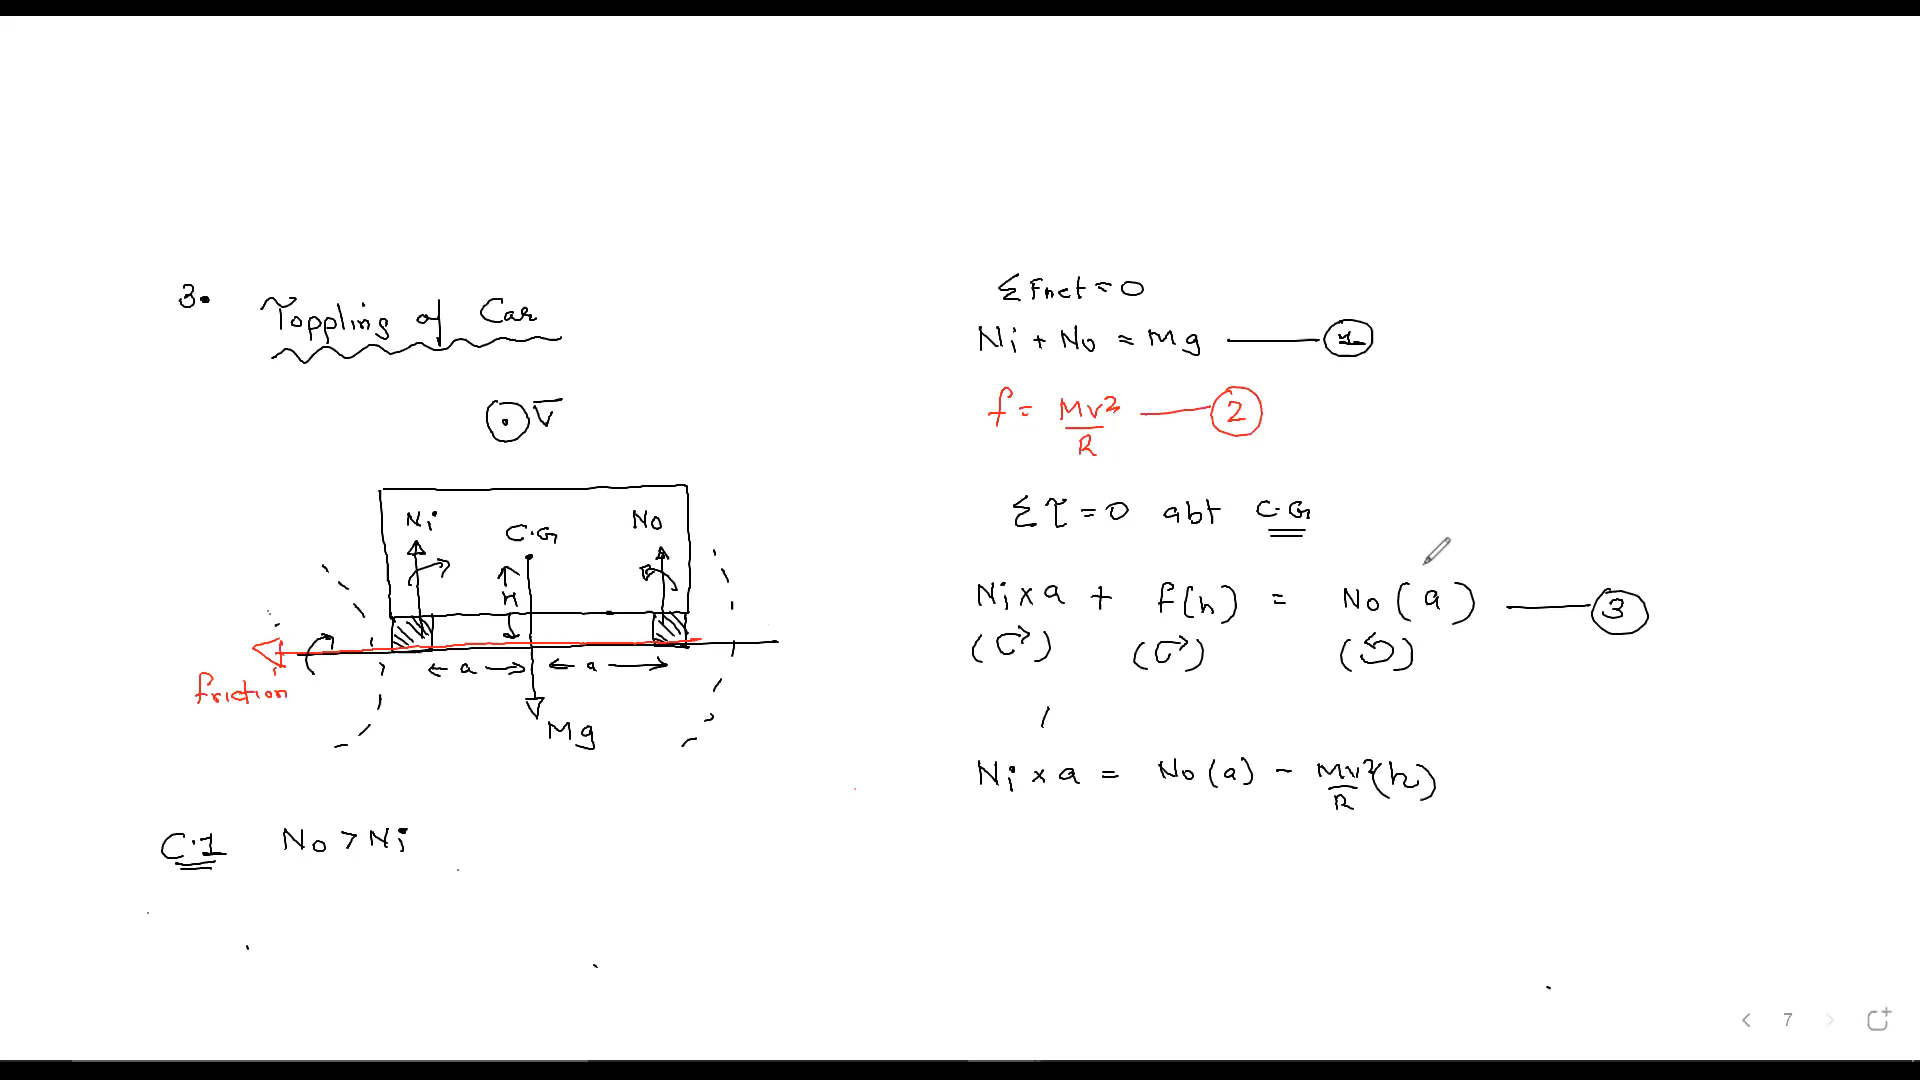 3. Toppling of Car
V
Ni
C.G
No
H
a
a
friction
Mg
C.1 No > Ni
ΣFnet = 0
Ni + No = Mg —— 1
f = Mv²/R —— 2
Στ = 0 abt C.G
Ni × a + f(h) = No(a) —— 3
(↻) (↻) (↺)
Ni × a = No(a) - Mv²/R (h)
7